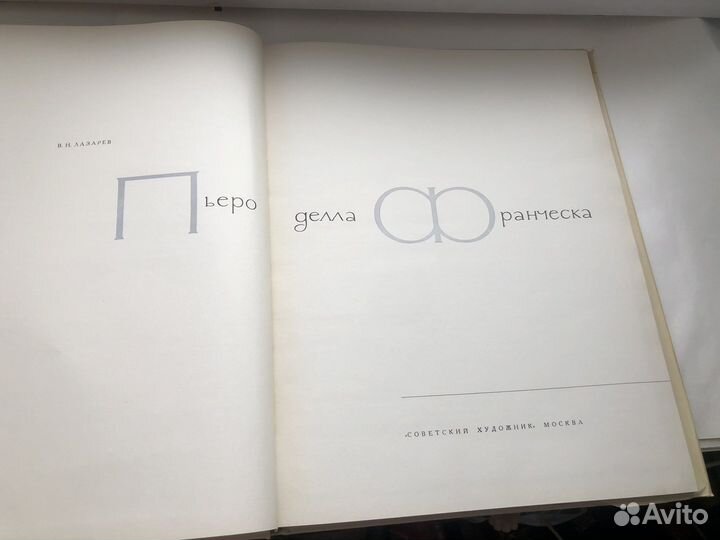 В. Н. ЛАЗАРЕВ
Пьеро делла Франческа
„СОВЕТСКИЙ ХУДОЖНИК“ МОСКВА
Avito